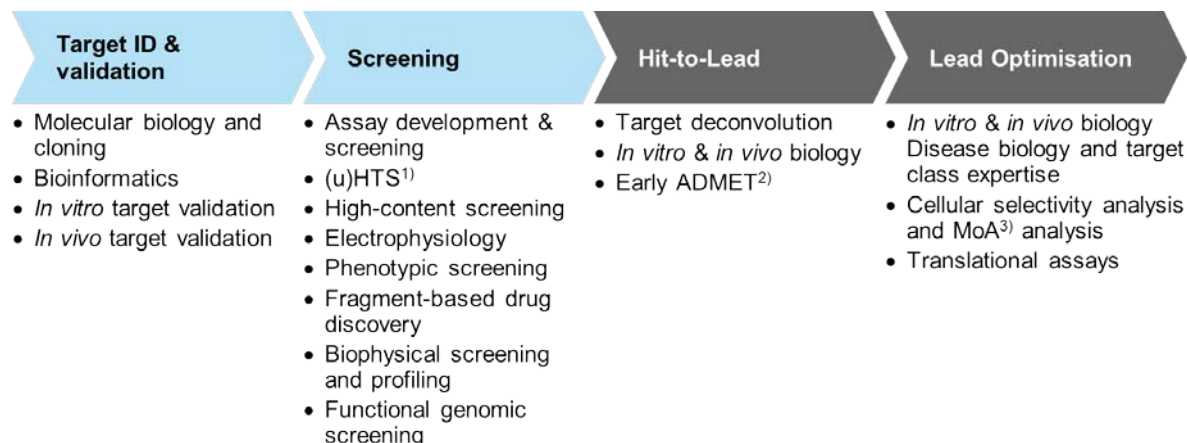 Target ID &
validation
Screening
Hit-to-Lead
Lead Optimisation
• Molecular biology and
cloning
• Bioinformatics
• In vitro target validation
• In vivo target validation
• Assay development &
screening
• (u)HTS1)
• High-content screening
• Electrophysiology
• Phenotypic screening
• Fragment-based drug
discovery
• Biophysical screening
and profiling
• Functional genomic
screening
• Target deconvolution
• In vitro & in vivo biology
• Early ADMET2)
• In vitro & in vivo biology
Disease biology and target
class expertise
• Cellular selectivity analysis
and MoA3) analysis
• Translational assays